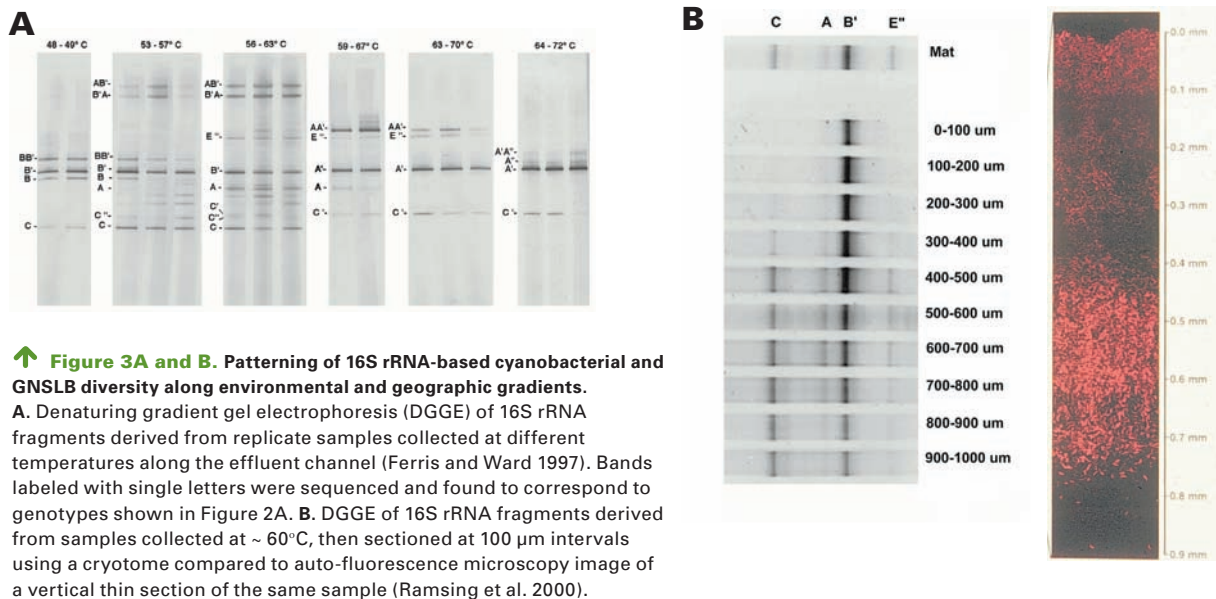 A
48 - 49° C 53 - 57° C 56 - 63° C 59 - 67° C 63 - 70° C 64 - 72° C
AB'-
B'A-
BB'-
B'-
B-
C-
BB'-
B'-
B-
A-
C''-
C-
AB'-
B'A-
E''-
B'-
A-
C'
C''
C-
AA'-
E''-
A'-
A-
C'-
AA'-
E''-
A'-
C'-
A'A''-
A''-
A'-
C'-
↑ Figure 3A and B. Patterning of 16S rRNA-based cyanobacterial and
GNSLB diversity along environmental and geographic gradients.
A. Denaturing gradient gel electrophoresis (DGGE) of 16S rRNA
fragments derived from replicate samples collected at different
temperatures along the effluent channel (Ferris and Ward 1997). Bands
labeled with single letters were sequenced and found to correspond to
genotypes shown in Figure 2A. B. DGGE of 16S rRNA fragments derived
from samples collected at ~ 60°C, then sectioned at 100 µm intervals
using a cryotome compared to auto-fluorescence microscopy image of
a vertical thin section of the same sample (Ramsing et al. 2000).
B
C A B' E"
Mat
0-100 um
100-200 um
200-300 um
300-400 um
400-500 um
500-600 um
600-700 um
700-800 um
800-900 um
900-1000 um
0.0 mm
0.1 mm
0.2 mm
0.3 mm
0.4 mm
0.5 mm
0.6 mm
0.7 mm
0.8 mm
0.9 mm